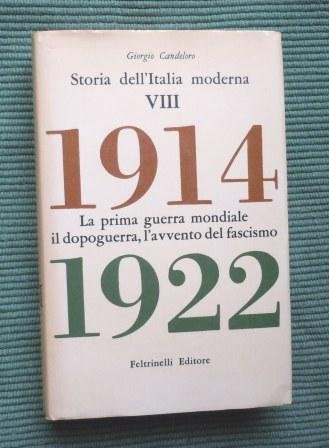 Giorgio Candeloro
Storia dell'Italia moderna
VIII
1914
La prima guerra mondiale
il dopoguerra, l'avvento del fascismo
1922
Feltrinelli Editore